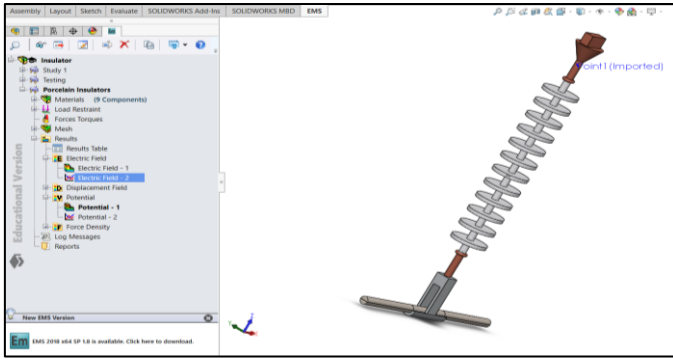 Assembly Layout Sketch Evaluate SOLIDWORKS Add-Ins SOLIDWORKS MBD EMS
Insulator
Study 1
Testing
Porcelain Insulators
Materials (9 Components)
Load Restraint
Forces Torques
Mesh
Results
Results Table
Electric Field
Electric Field - 1
Electric Field - 2
Displacement Field
Potential
Potential - 1
Potential - 2
Force Density
Log Messages
Reports
Educational Version
Point1(Imported)
New EMS Version
Em EMS 2018 x64 SP 1.8 is available. Click here to download.